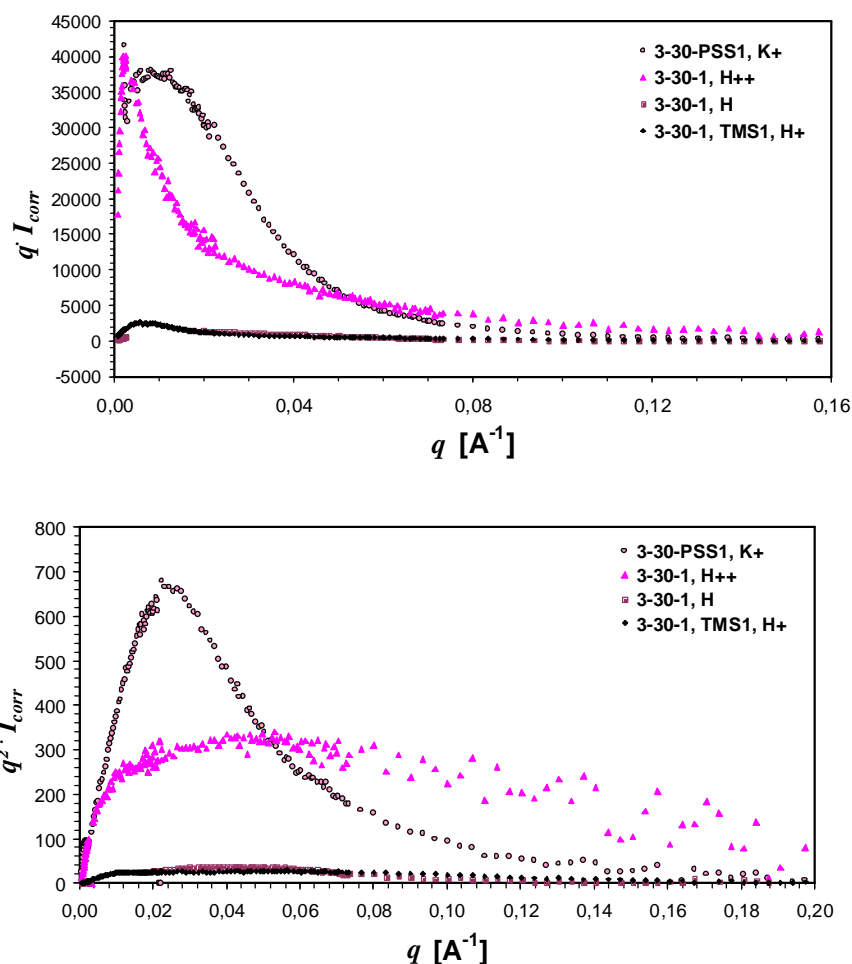 45000
40000
35000
30000
25000
20000
15000
10000
5000
0
-5000
q· I corr
3-30-PSS1, K+
3-30-1, H++
3-30-1, H
3-30-1, TMS1, H+
0,00 0,04 0,08 0,12 0,16
q [A-1]
800
700
600
500
400
300
200
100
0
q2· I corr
3-30-PSS1, K+
3-30-1, H++
3-30-1, H
3-30-1, TMS1, H+
0,00 0,02 0,04 0,06 0,08 0,10 0,12 0,14 0,16 0,18 0,20
q [A-1]